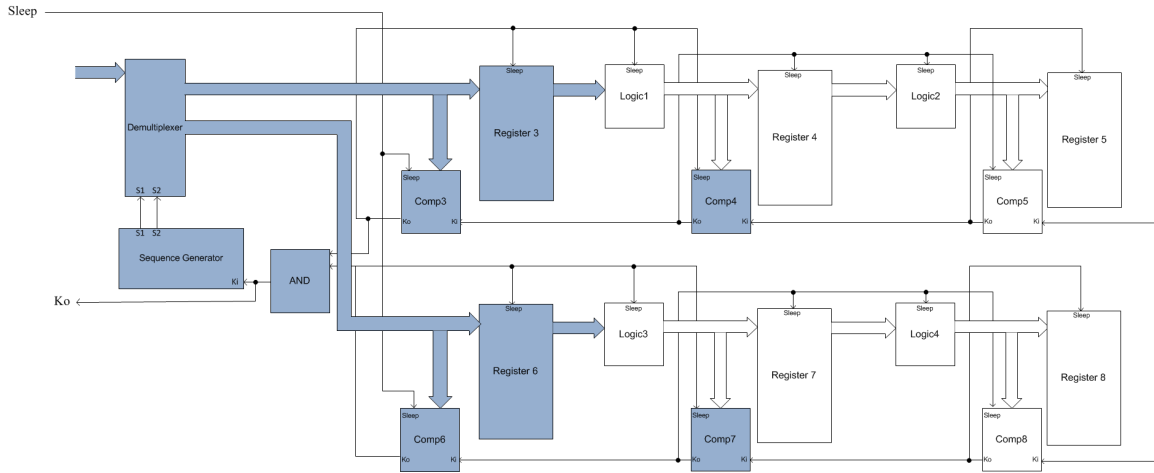 Sleep
Sleep Sleep Sleep Sleep Sleep
Demultiplexer Register 3 Logic1 Register 4 Logic2 Register 5
S1 S2
Sleep Sleep Sleep
Comp3 Comp4 Comp5
Ko Ki Ko Ki Ko Ki
S1 S2
Sequence Generator
Ki
AND
Ko
Sleep Sleep Sleep Sleep Sleep
Register 6 Logic3 Register 7 Logic4 Register 8
Sleep Sleep Sleep
Comp6 Comp7 Comp8
Ko Ki Ko Ki Ko Ki